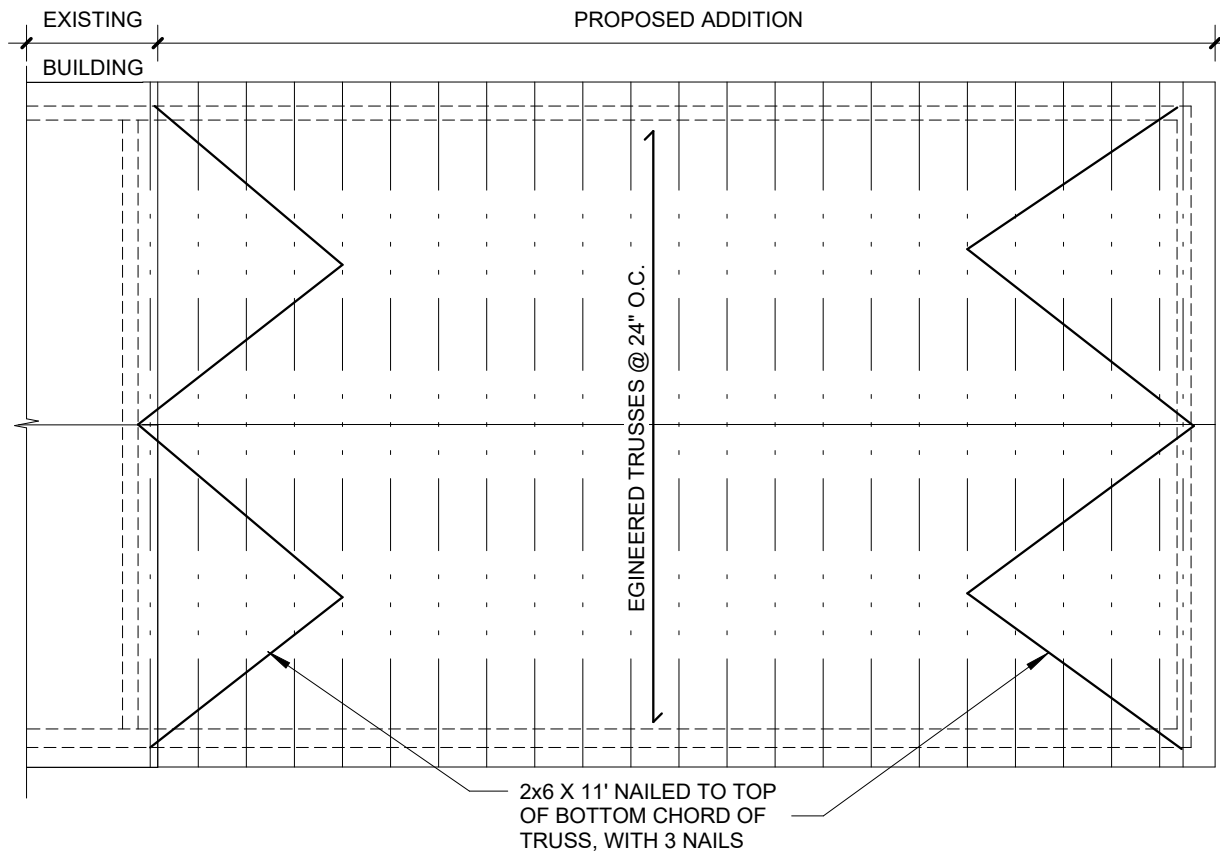 EXISTING
BUILDING
PROPOSED ADDITION
EGINEERED TRUSSES @ 24" O.C.
2x6 X 11' NAILED TO TOP
OF BOTTOM CHORD OF
TRUSS, WITH 3 NAILS